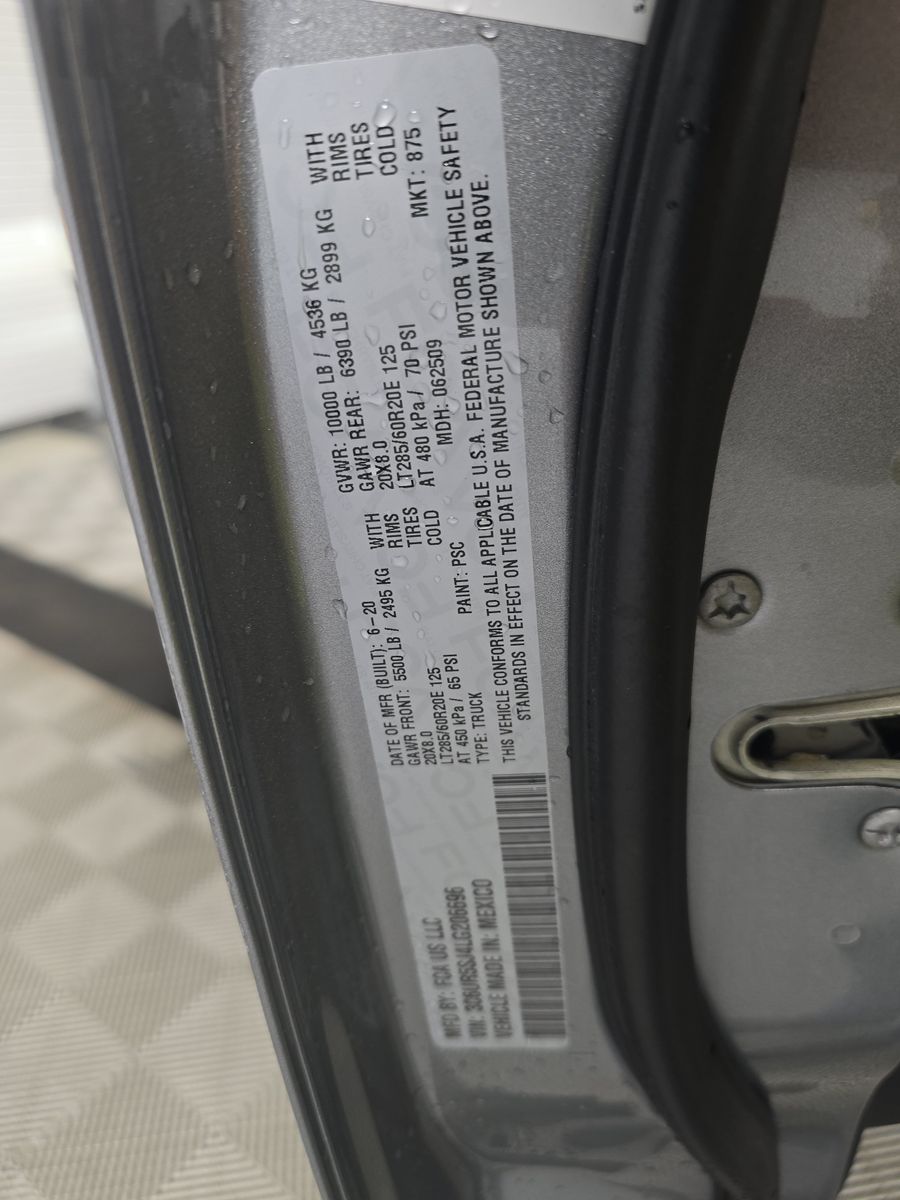 DATE OF MFR (BUILT): 6-20 GVWR: 10000 LB / 4536 KG
GAWR FRONT: 5500 LB / 2495 KG WITH GAWR REAR: 6390 LB / 2899 KG WITH
20X8.0 RIMS 20X8.0 RIMS
LT285/60R20E 125 TIRES LT285/60R20E 125 TIRES
AT 450 kPa / 65 PSI COLD AT 480 kPa / 70 PSI COLD
TYPE: TRUCK PAINT: PSC MDH: 062509 MKT: 875
THIS VEHICLE CONFORMS TO ALL APPLICABLE U.S.A. FEDERAL MOTOR VEHICLE SAFETY
STANDARDS IN EFFECT ON THE DATE OF MANUFACTURE SHOWN ABOVE.
MFD BY: FCA US LLC
VIN: 3C6UR5SJ4LG206696
VEHICLE MADE IN: MEXICO